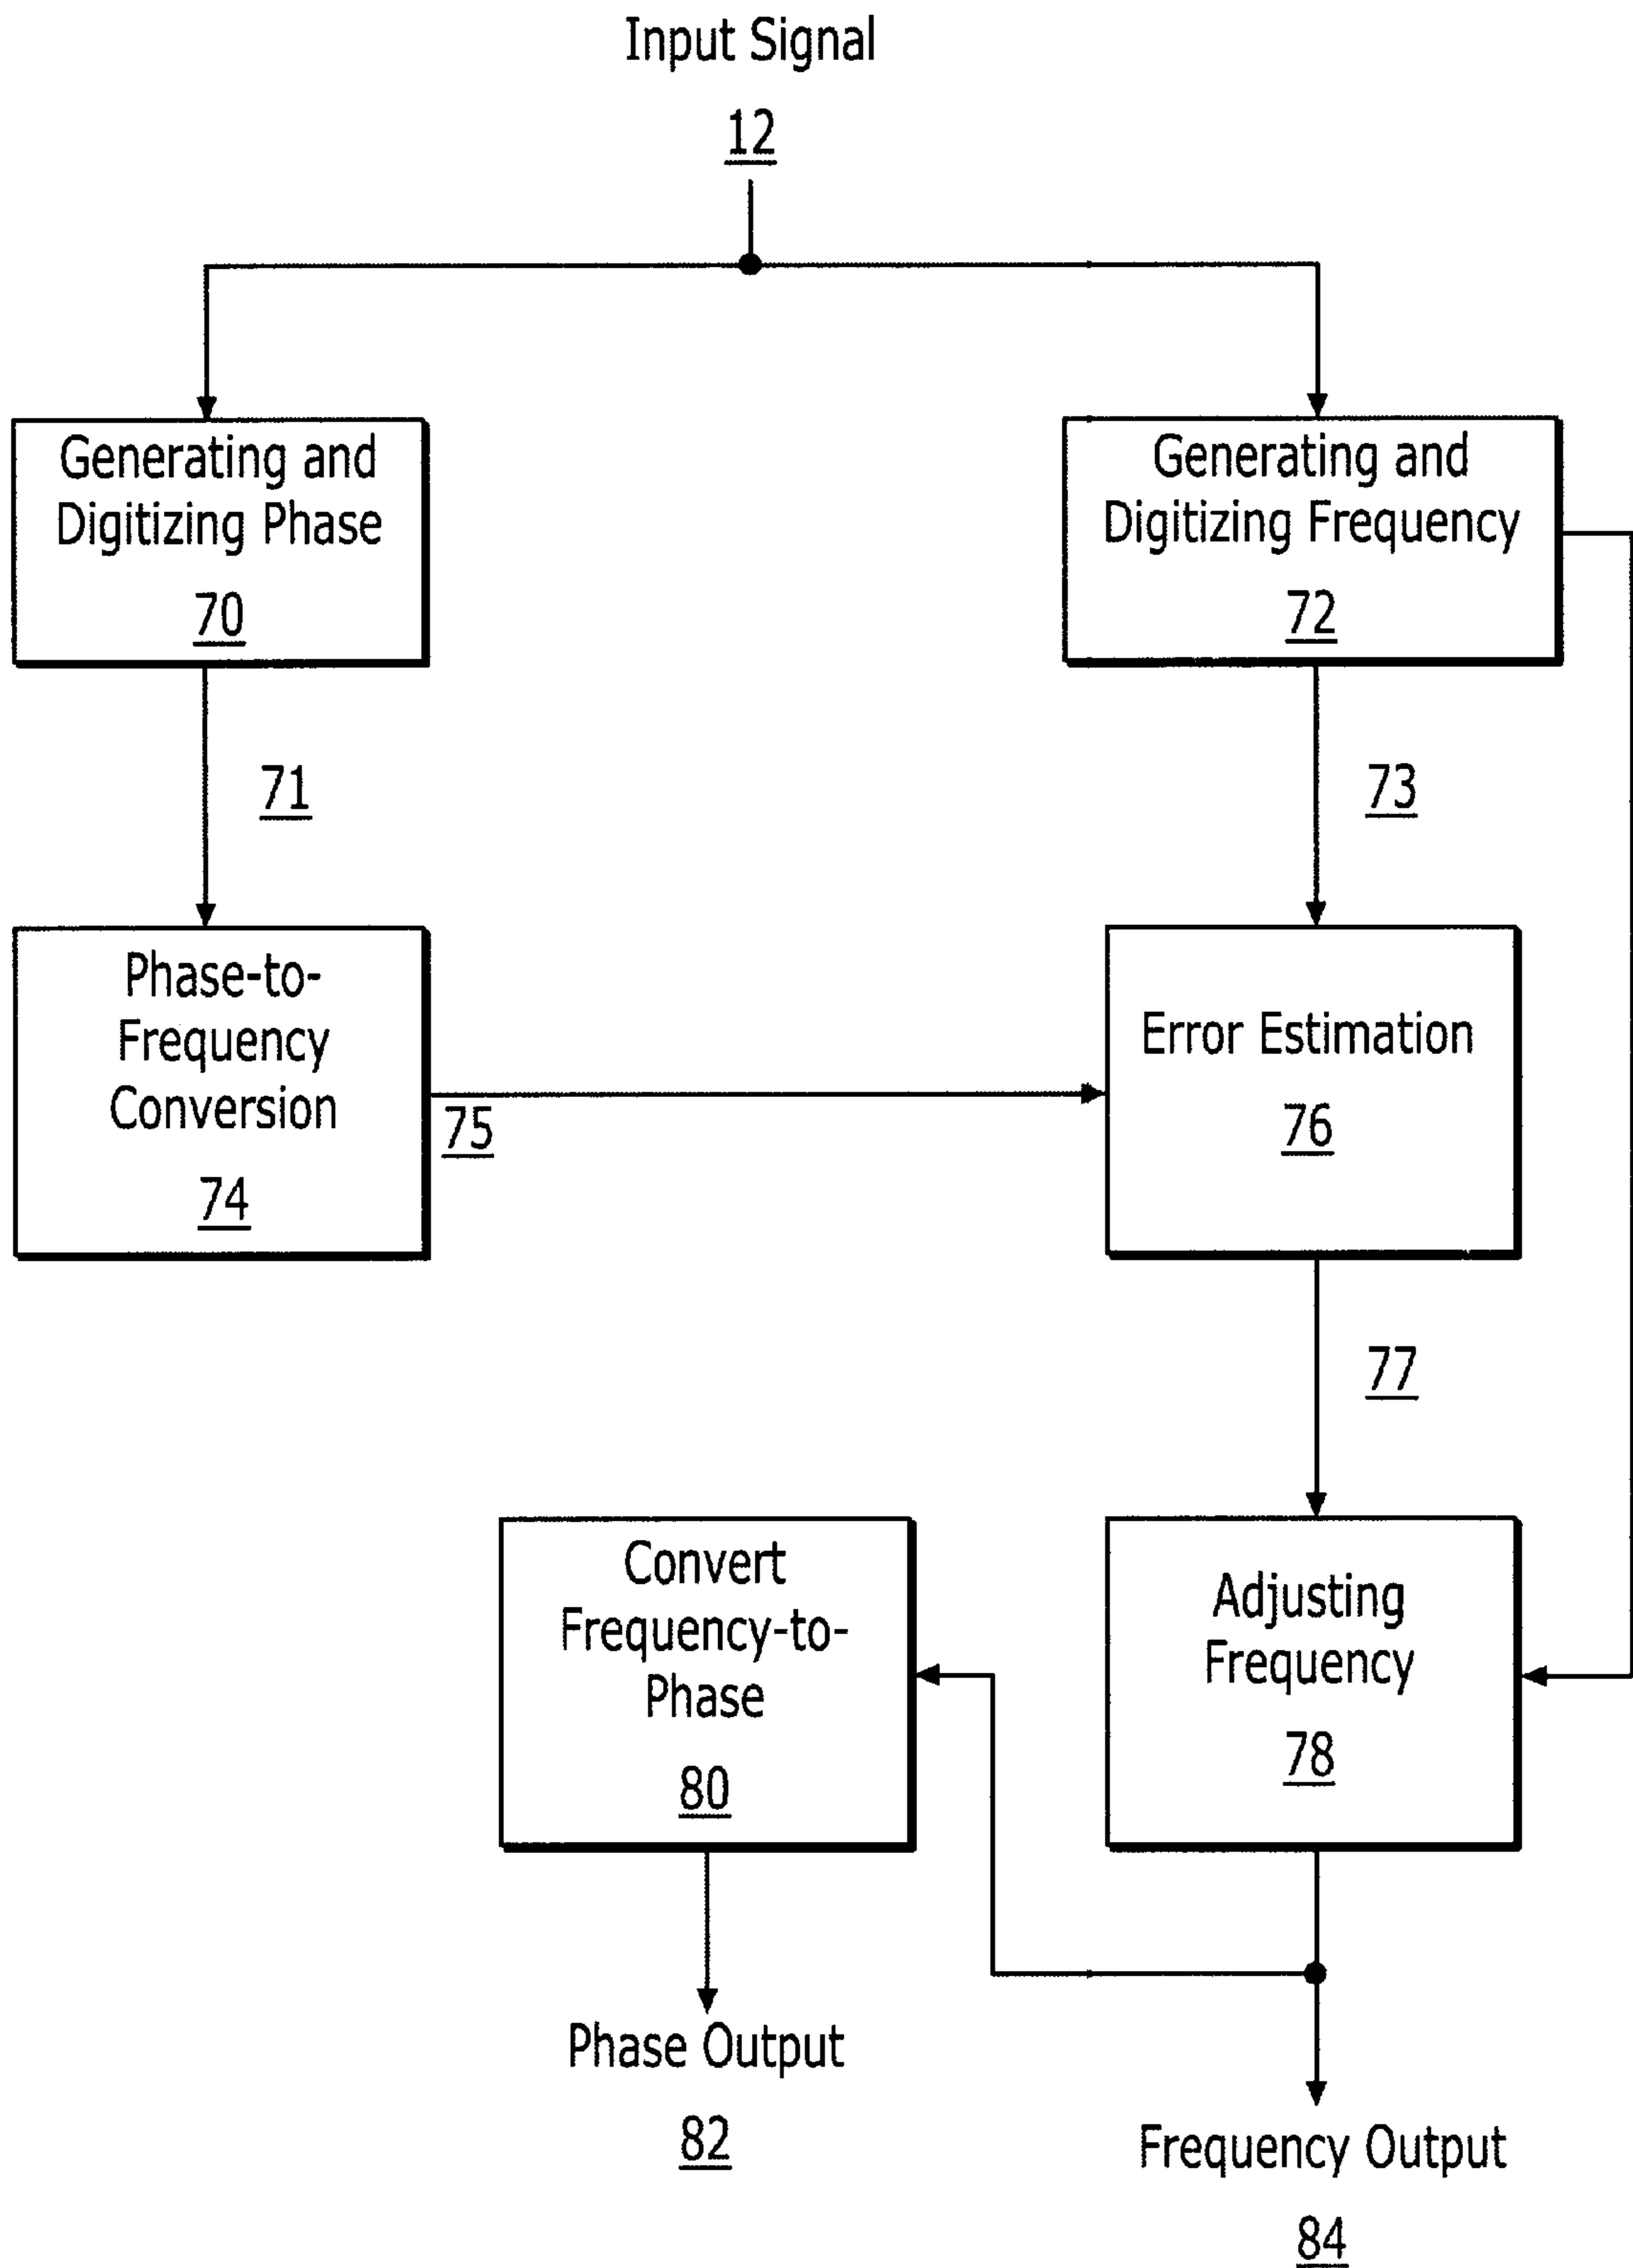 Input Signal
12
Generating and
Digitizing Phase
70
Generating and
Digitizing Frequency
72
71
73
Phase-to-
Frequency
Conversion
74
75
Error Estimation
76
77
Convert
Frequency-to-
Phase
80
Adjusting
Frequency
78
Phase Output
82
Frequency Output
84